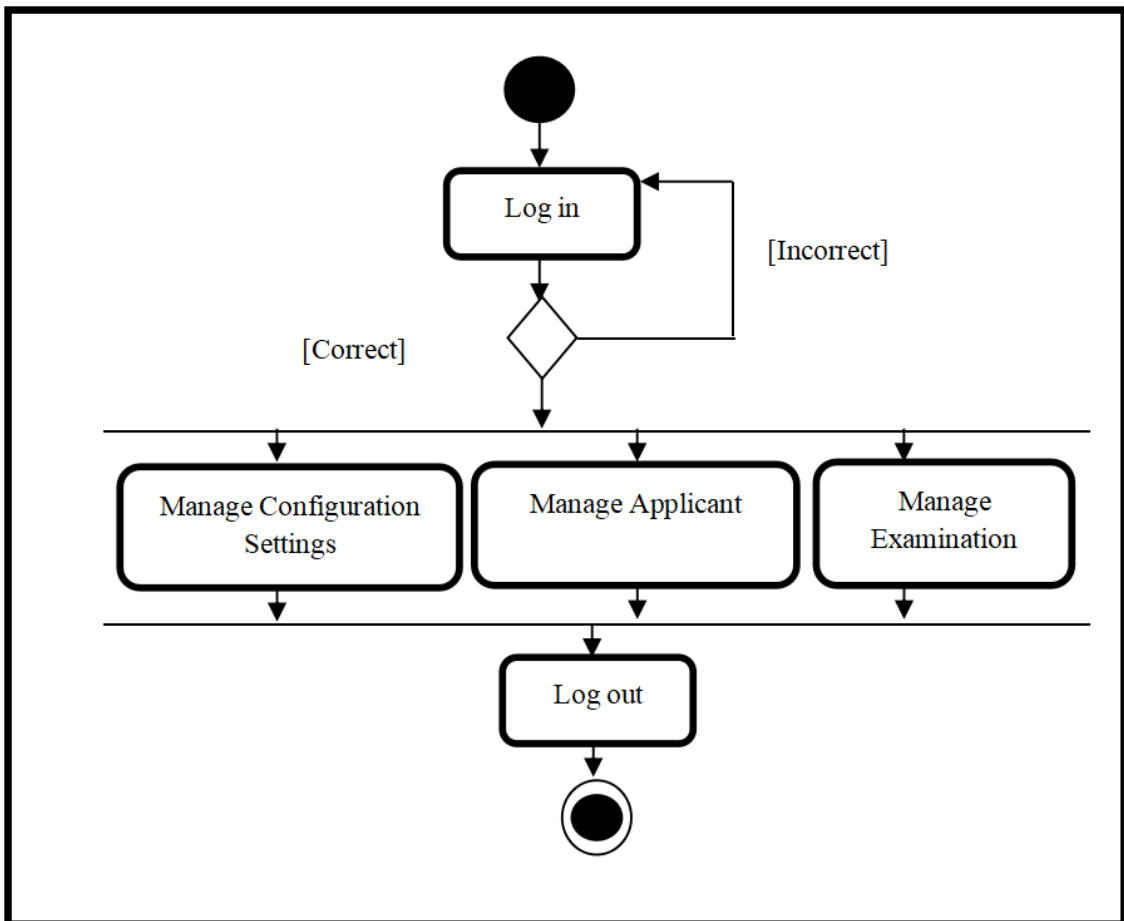 Log in
[Incorrect]
[Correct]
Manage Configuration
Settings
Manage Applicant
Manage
Examination
Log out